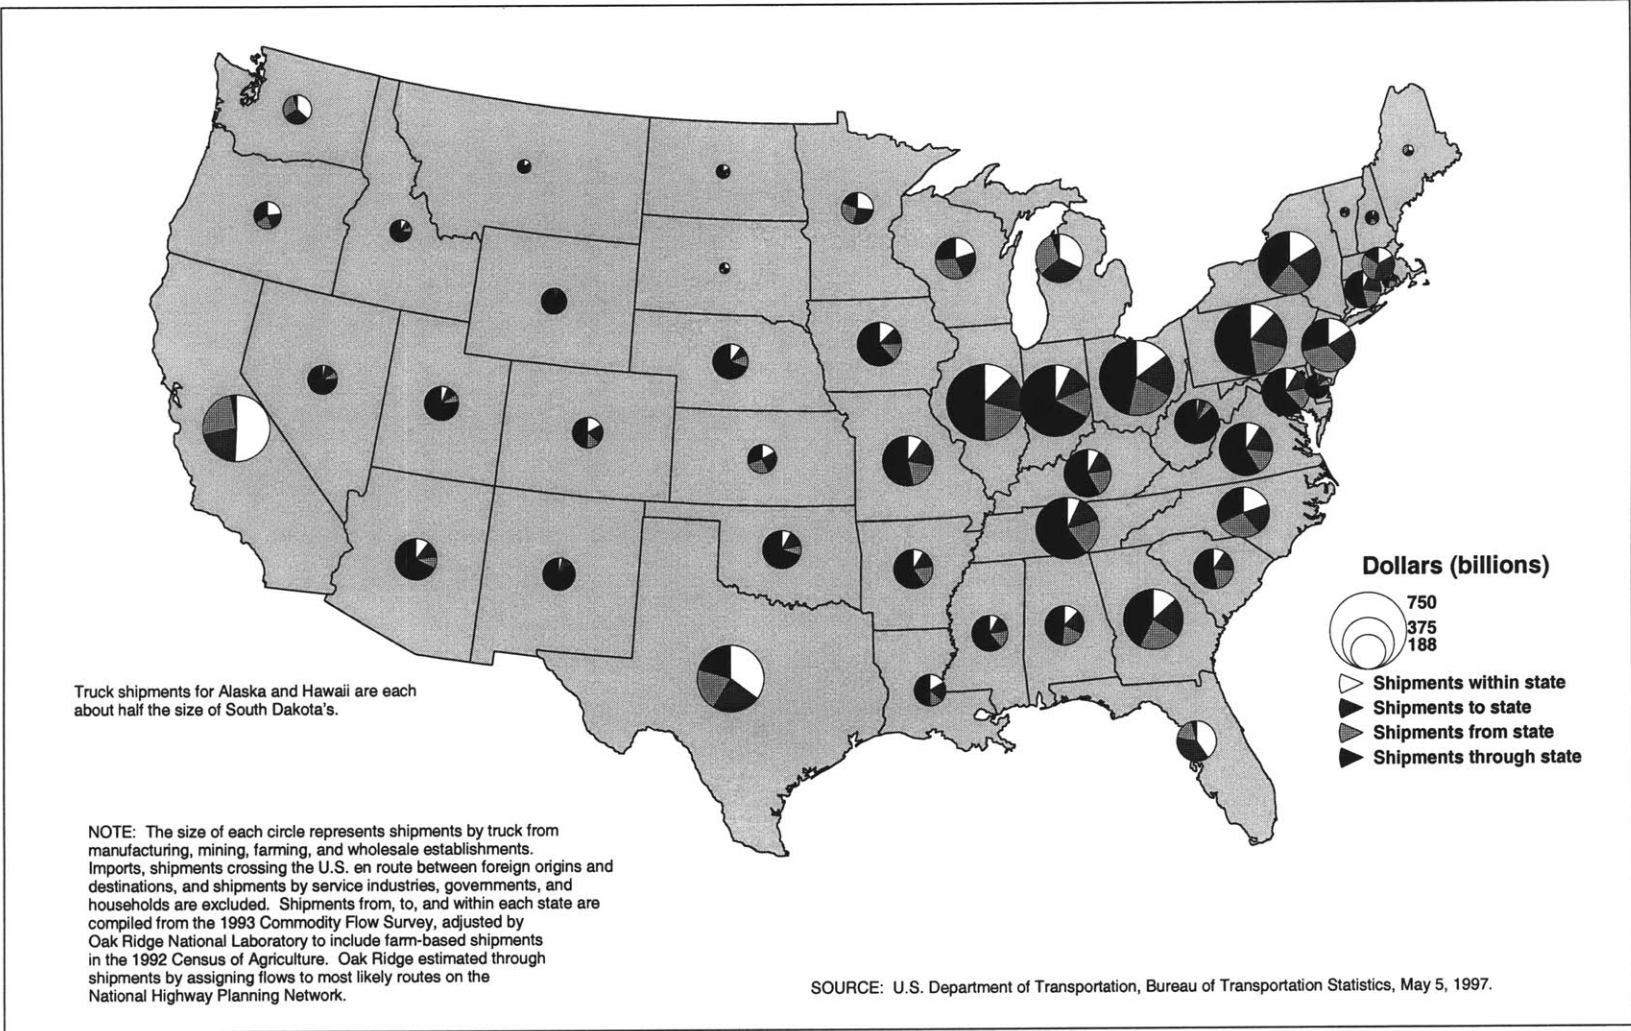 Dollars (billions)
750
375
188
Shipments within state
Shipments to state
Shipments from state
Shipments through state
Truck shipments for Alaska and Hawaii are each
about half the size of South Dakota's.
NOTE: The size of each circle represents shipments by truck from
manufacturing, mining, farming, and wholesale establishments.
Imports, shipments crossing the U.S. en route between foreign origins and
destinations, and shipments by service industries, governments, and
households are excluded. Shipments from, to, and within each state are
compiled from the 1993 Commodity Flow Survey, adjusted by
Oak Ridge National Laboratory to include farm-based shipments
in the 1992 Census of Agriculture. Oak Ridge estimated through
shipments by assigning flows to most likely routes on the
National Highway Planning Network.
SOURCE: U.S. Department of Transportation, Bureau of Transportation Statistics, May 5, 1997.